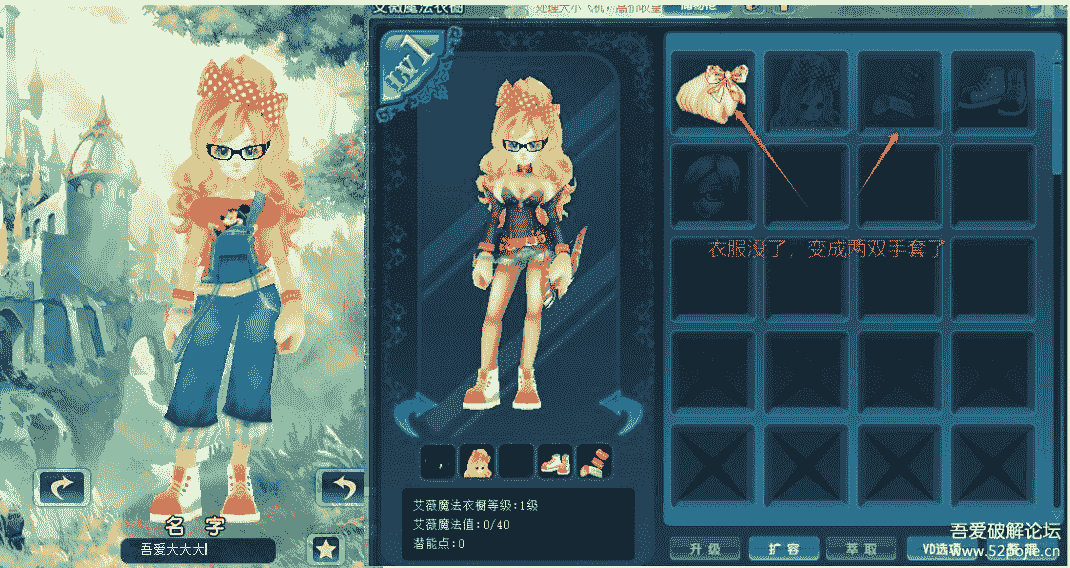 艾薇魔法衣橱
LV1
衣服没了，变成两双手套了
艾薇魔法衣橱等级:1级
艾薇魔法值:0/40
潜能点:0
名 字
吾爱大大大
升级
扩容
萃取
VD选项
吾爱破解论坛
www.52pojie.cn